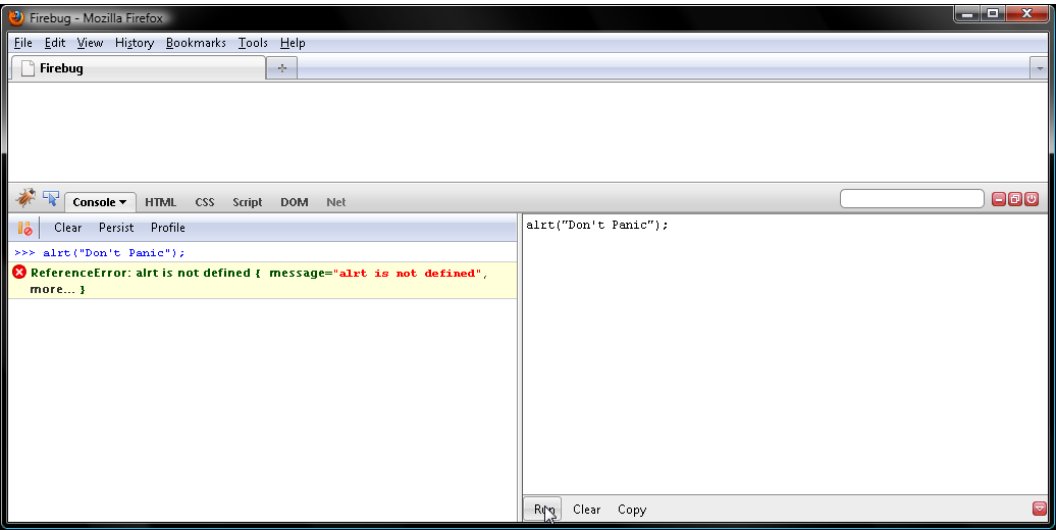 Firebug - Mozilla Firefox
File Edit View History Bookmarks Tools Help
Firebug
Console HTML CSS Script DOM Net
Clear Persist Profile
>>> alrt("Don't Panic");
ReferenceError: alrt is not defined { message="alrt is not defined",
more... }
alrt("Don't Panic");
Run Clear Copy